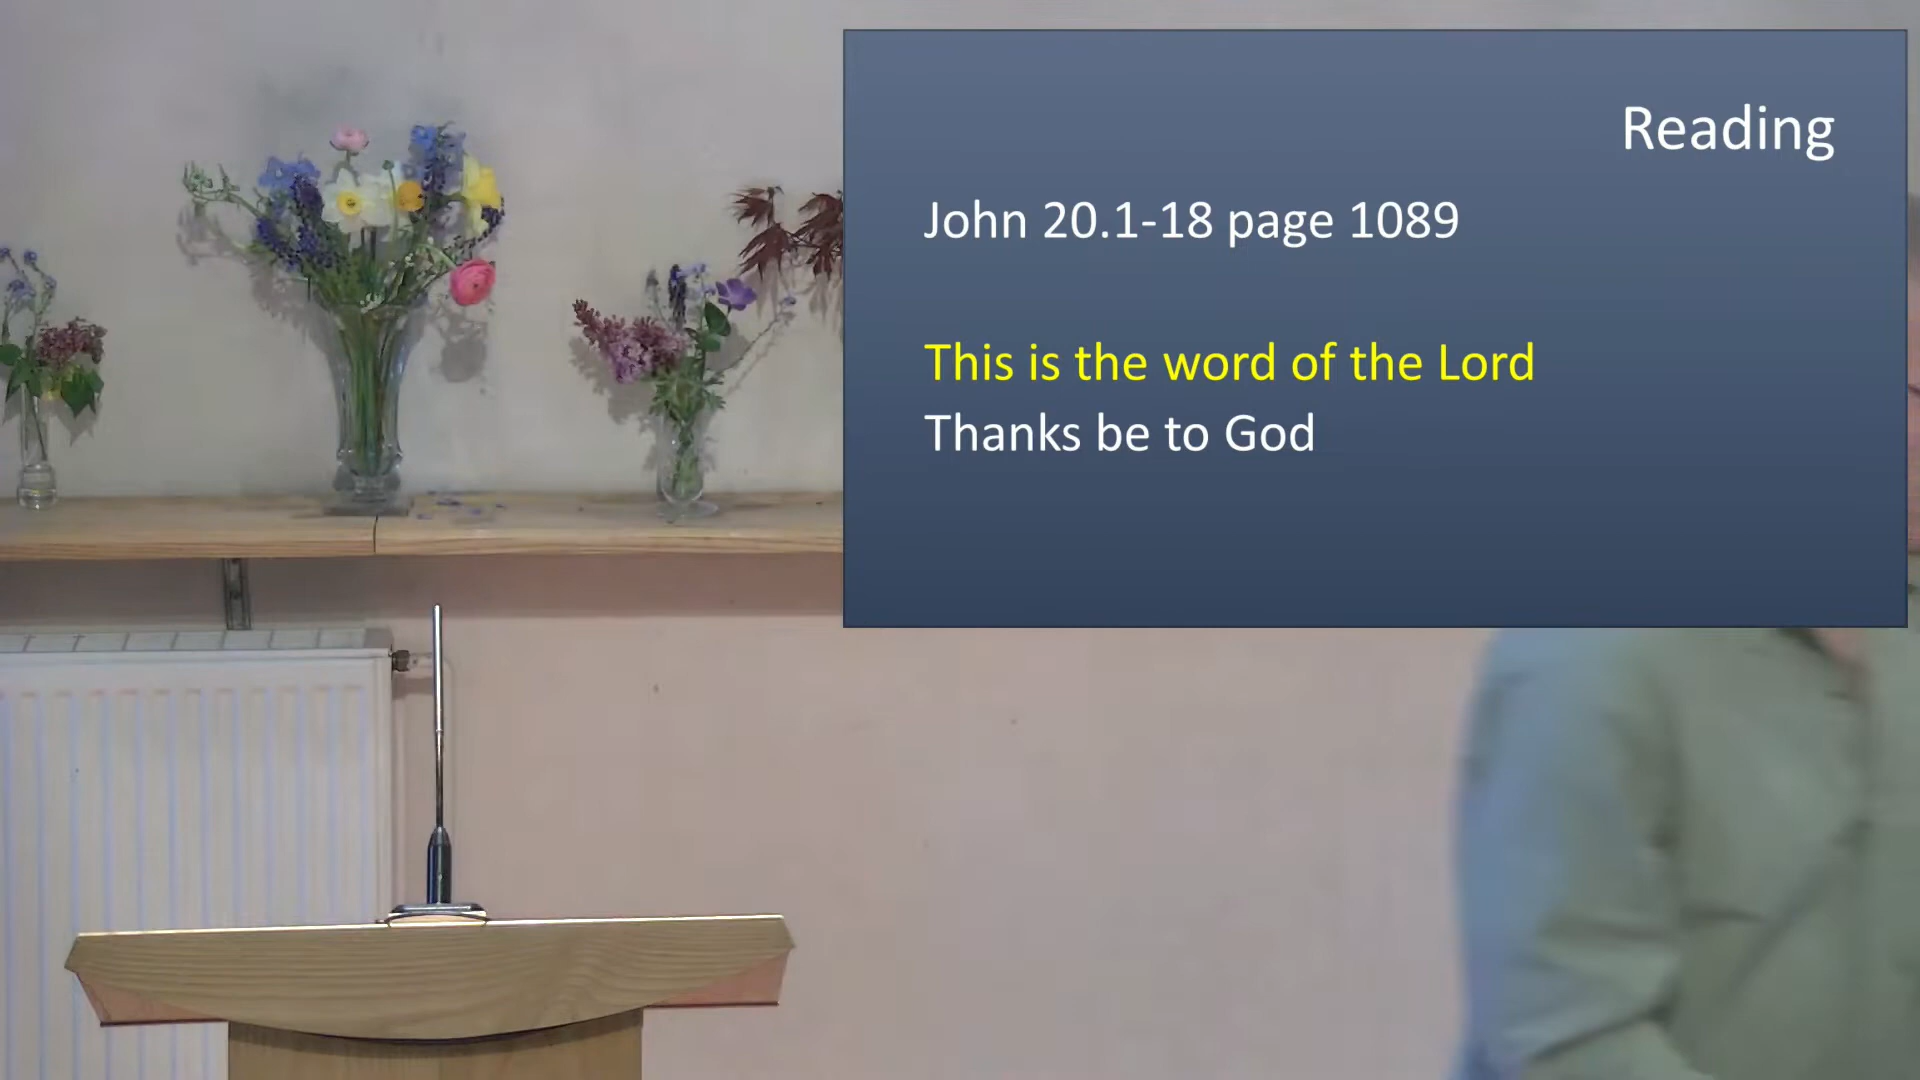 Reading
John 20.1-18 page 1089
This is the word of the Lord
Thanks be to God